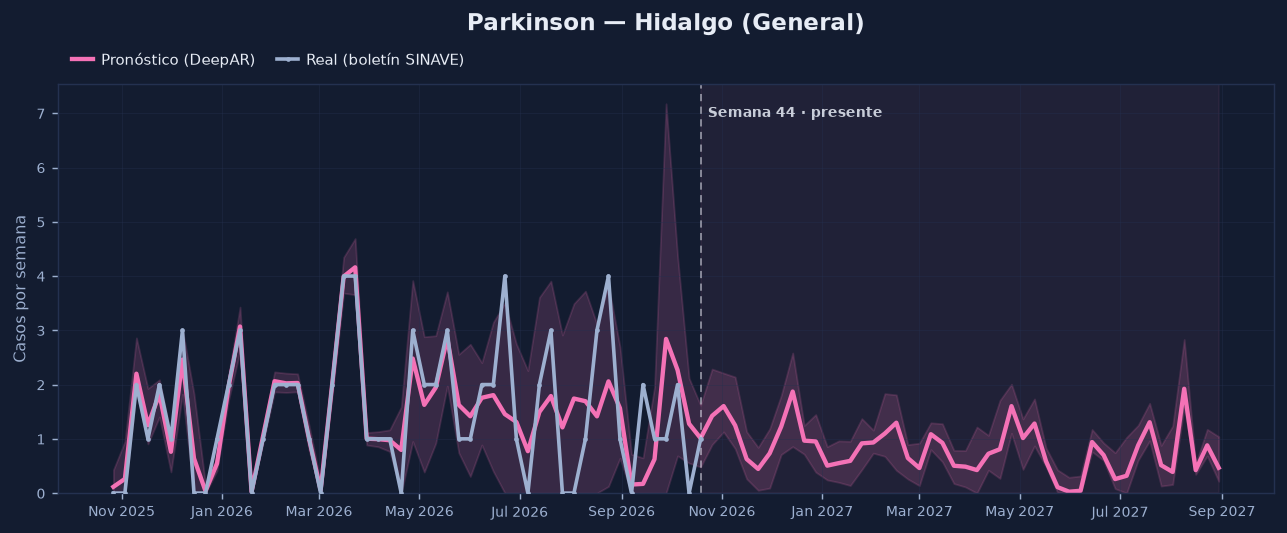 Parkinson — Hidalgo (General)
Pronóstico (DeepAR) Real (boletín SINAVE)
Semana 44 · presente
Casos por semana
7
6
5
4
3
2
1
0
Nov 2025 Jan 2026 Mar 2026 May 2026 Jul 2026 Sep 2026 Nov 2026 Jan 2027 Mar 2027 May 2027 Jul 2027 Sep 2027